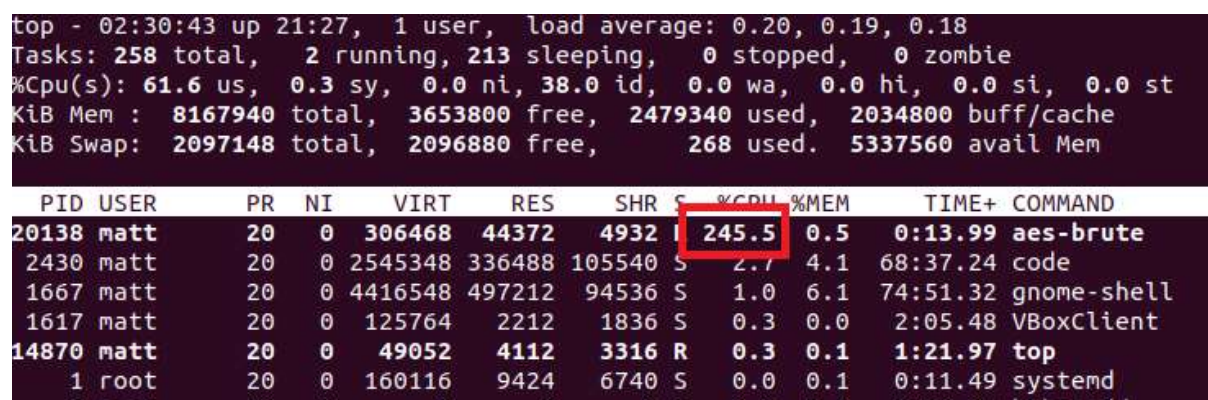 top - 02:30:43 up 21:27, 1 user, load average: 0.20, 0.19, 0.18
Tasks: 258 total, 2 running, 213 sleeping, 0 stopped, 0 zombie
%Cpu(s): 61.6 us, 0.3 sy, 0.0 ni, 38.0 id, 0.0 wa, 0.0 hi, 0.0 si, 0.0 st
KiB Mem : 8167940 total, 3653800 free, 2479340 used, 2034800 buff/cache
KiB Swap: 2097148 total, 2096880 free, 268 used. 5337560 avail Mem
PID USER PR NI VIRT RES SHR S %CPU %MEM TIME+ COMMAND
20138 matt 20 0 306468 44372 4932 245.5 0.5 0:13.99 aes-brute
2430 matt 20 0 2545348 336488 105540 S 2.7 4.1 68:37.24 code
1667 matt 20 0 4416548 497212 94536 S 1.0 6.1 74:51.32 gnome-shell
1617 matt 20 0 125764 2212 1836 S 0.3 0.0 2:05.48 VBoxClient
14870 matt 20 0 49052 4112 3316 R 0.3 0.1 1:21.97 top
1 root 20 0 160116 9424 6740 S 0.0 0.1 0:11.49 systemd